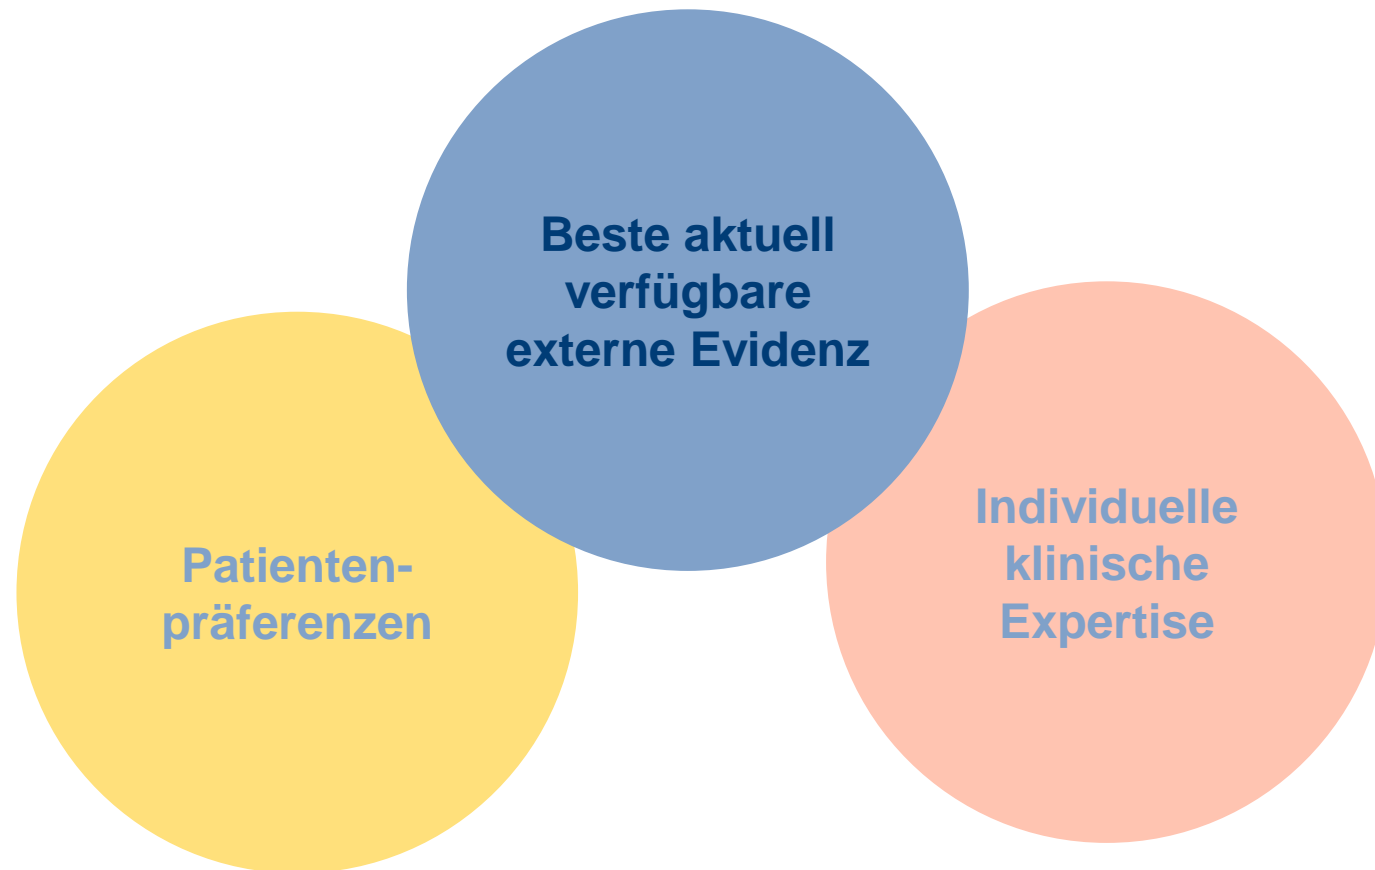 Beste aktuell
verfügbare
externe Evidenz
Patienten-
präferenzen
Individuelle
klinische
Expertise